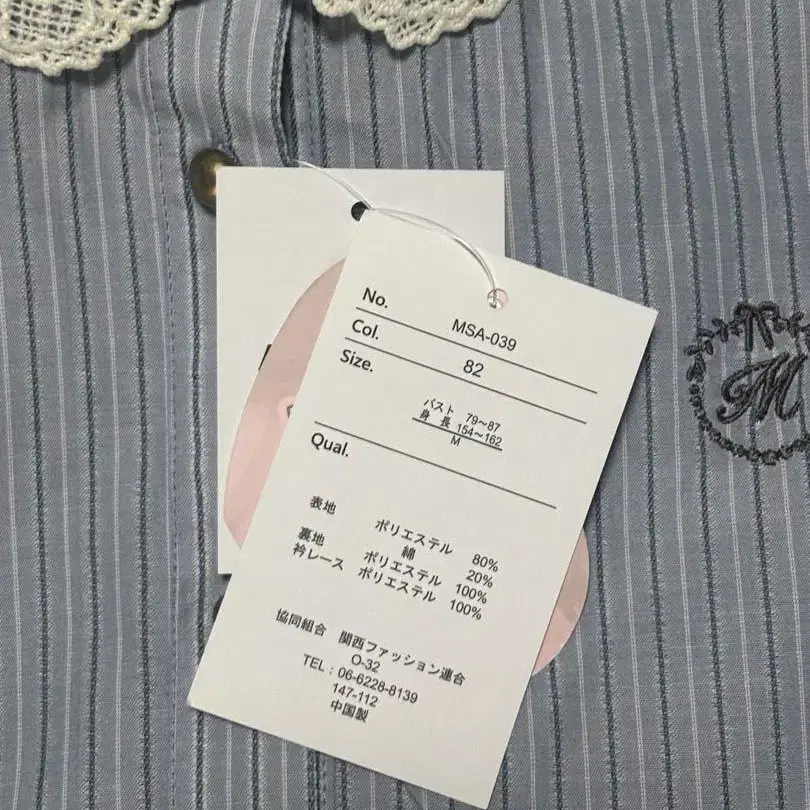 No. MSA-039
Col. 82
Size.
バスト 79～87
身 長 154～162
M
Qual.
表地 ポリエステル 80%
綿 20%
裏地 ポリエステル 100%
衿レース ポリエステル 100%
協同組合 関西ファッション連合
O-32
TEL：06-6228-8139
147-112
中国製
M